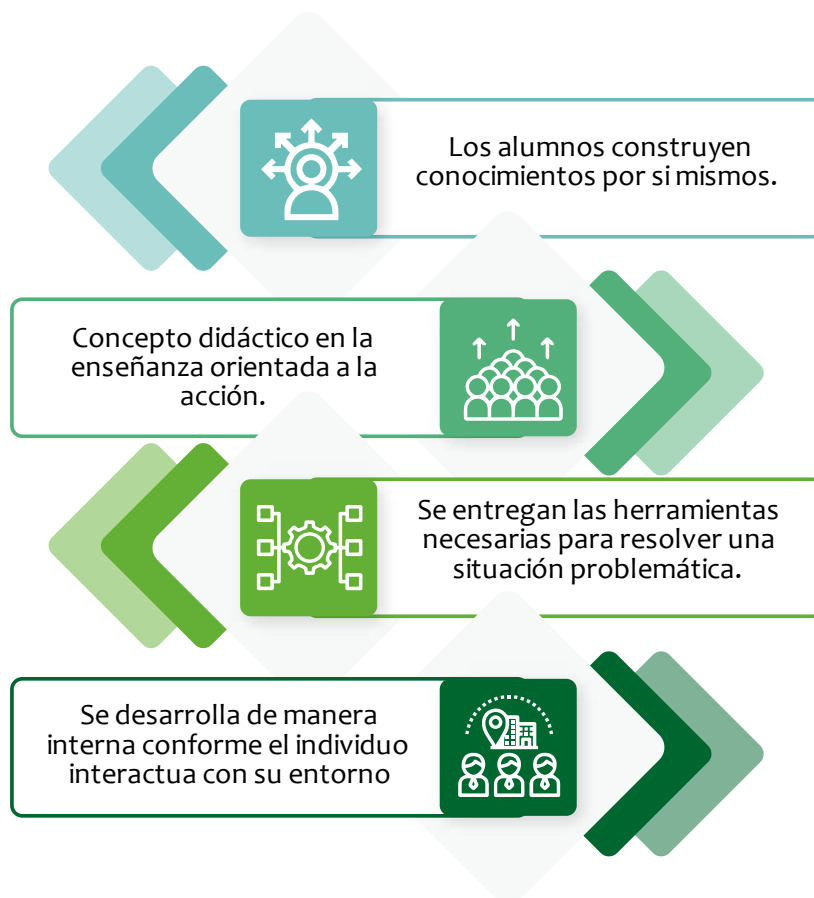 Los alumnos construyen
conocimientos por si mismos.
Concepto didáctico en la
enseñanza orientada a la
acción.
Se entregan las herramientas
necesarias para resolver una
situación problemática.
Se desarrolla de manera
interna conforme el individuo
interactua con su entorno